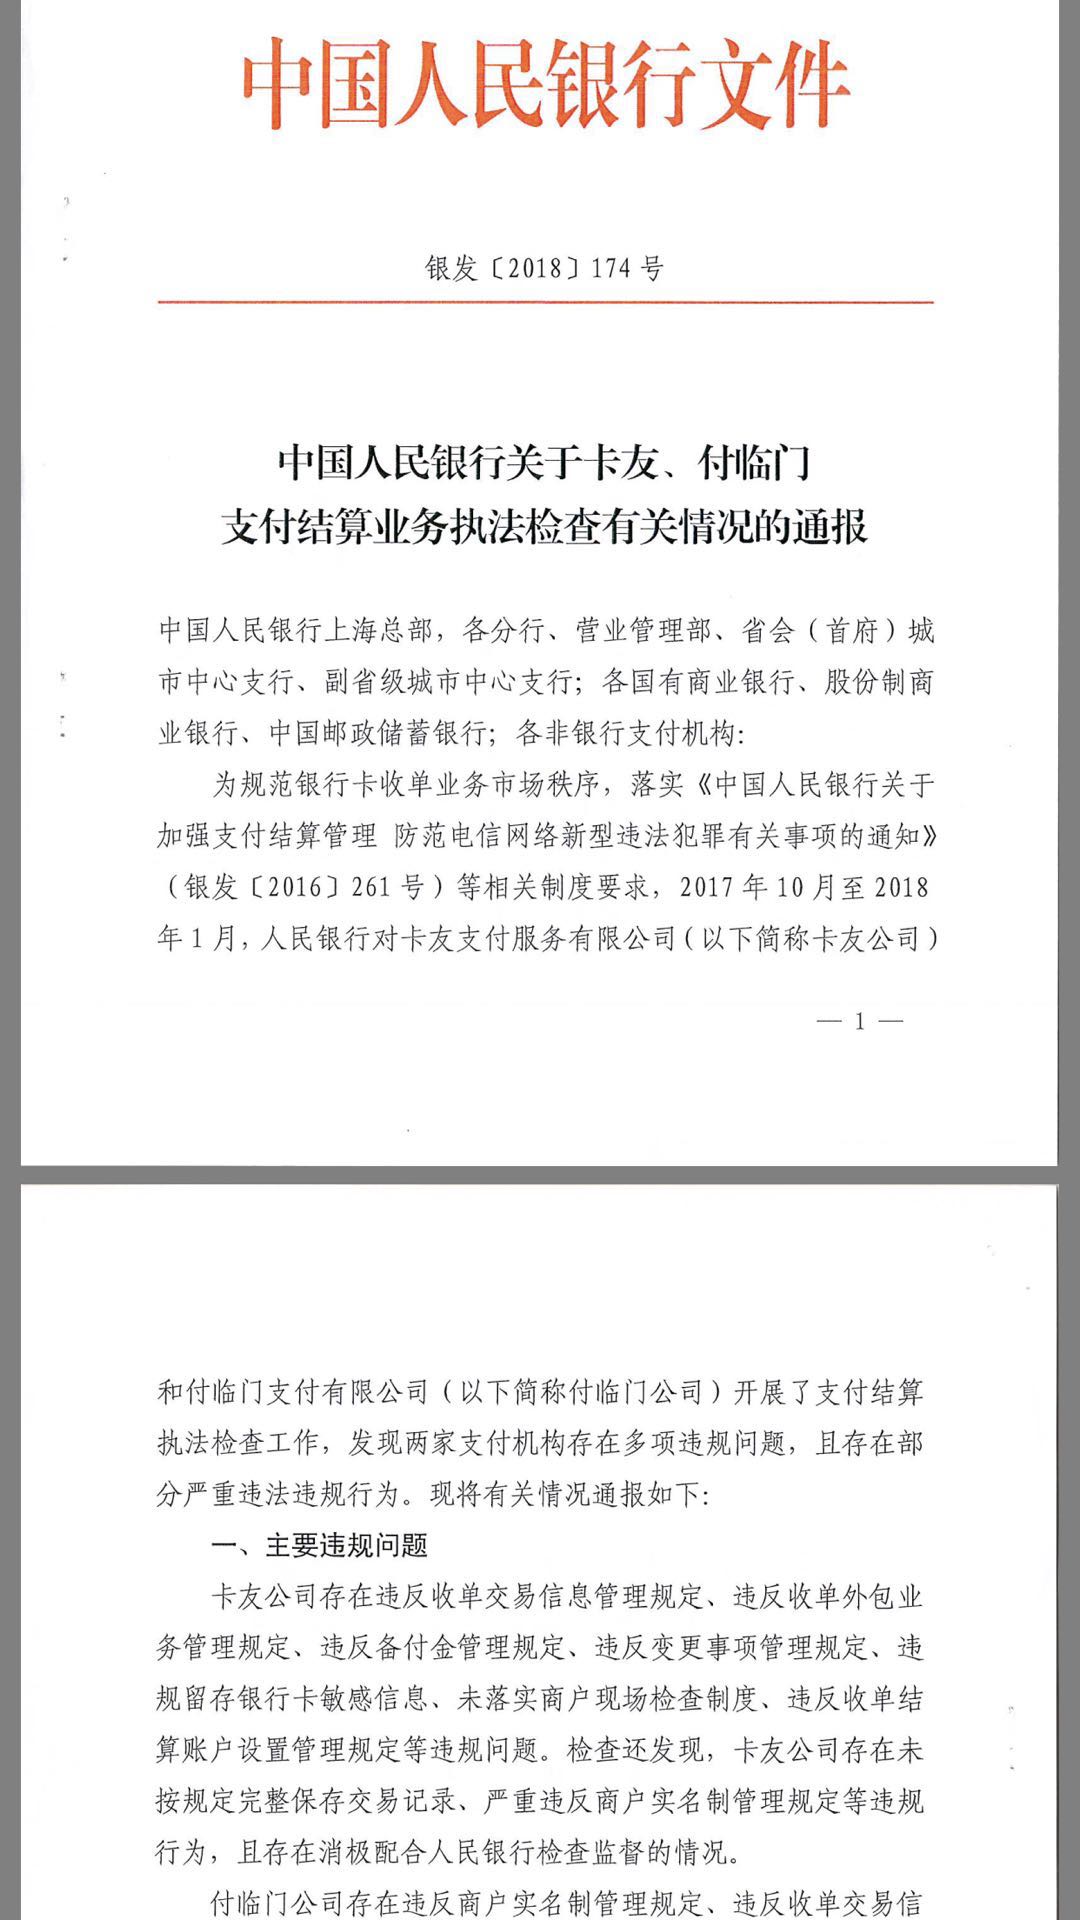 中国人民银行文件
银发〔2018〕174 号
中国人民银行关于卡友、付临门
支付结算业务执法检查有关情况的通报
中国人民银行上海总部，各分行、营业管理部、省会（首府）城
市中心支行、副省级城市中心支行；各国有商业银行、股份制商
业银行、中国邮政储蓄银行；各非银行支付机构：
为规范银行卡收单业务市场秩序，落实《中国人民银行关于
加强支付结算管理 防范电信网络新型违法犯罪有关事项的通知》
（银发〔2016〕261 号）等相关制度要求，2017 年 10 月至 2018
年 1 月，人民银行对卡友支付服务有限公司（以下简称卡友公司）
— 1 —
和付临门支付有限公司（以下简称付临门公司）开展了支付结算
执法检查工作，发现两家支付机构存在多项违规问题，且存在部
分严重违法违规行为。现将有关情况通报如下：
一、主要违规问题
卡友公司存在违反收单交易信息管理规定、违反收单外包业
务管理规定、违反备付金管理规定、违反变更事项管理规定、违
规留存银行卡敏感信息、未落实商户现场检查制度、违反收单结
算账户设置管理规定等违规问题。检查还发现，卡友公司存在未
按规定完整保存交易记录、严重违反商户实名制管理规定等违规
行为，且存在消极配合人民银行检查监督的情况。
付临门公司存在违反商户实名制管理规定、违反收单交易信